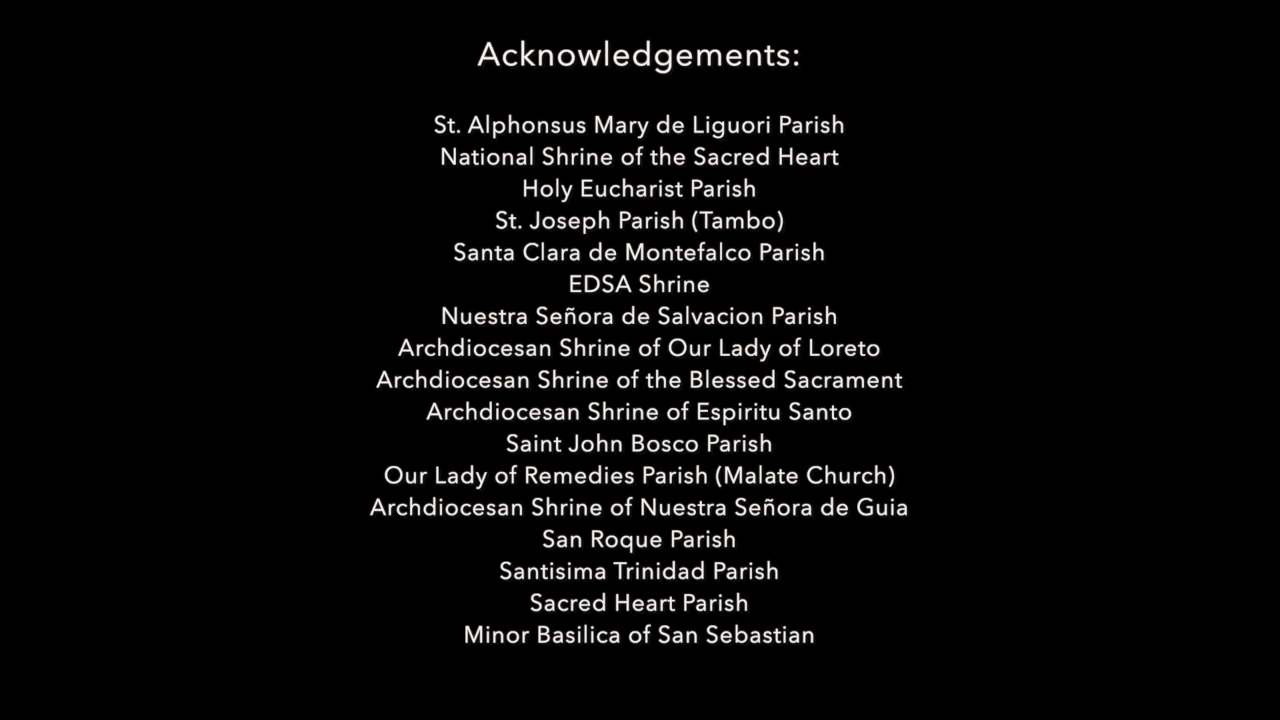 Acknowledgements:
St. Alphonsus Mary de Liguori Parish
National Shrine of the Sacred Heart
Holy Eucharist Parish
St. Joseph Parish (Tambo)
Santa Clara de Montefalco Parish
EDSA Shrine
Nuestra Señora de Salvacion Parish
Archdiocesan Shrine of Our Lady of Loreto
Archdiocesan Shrine of the Blessed Sacrament
Archdiocesan Shrine of Espiritu Santo
Saint John Bosco Parish
Our Lady of Remedies Parish (Malate Church)
Archdiocesan Shrine of Nuestra Señora de Guia
San Roque Parish
Santisima Trinidad Parish
Sacred Heart Parish
Minor Basilica of San Sebastian